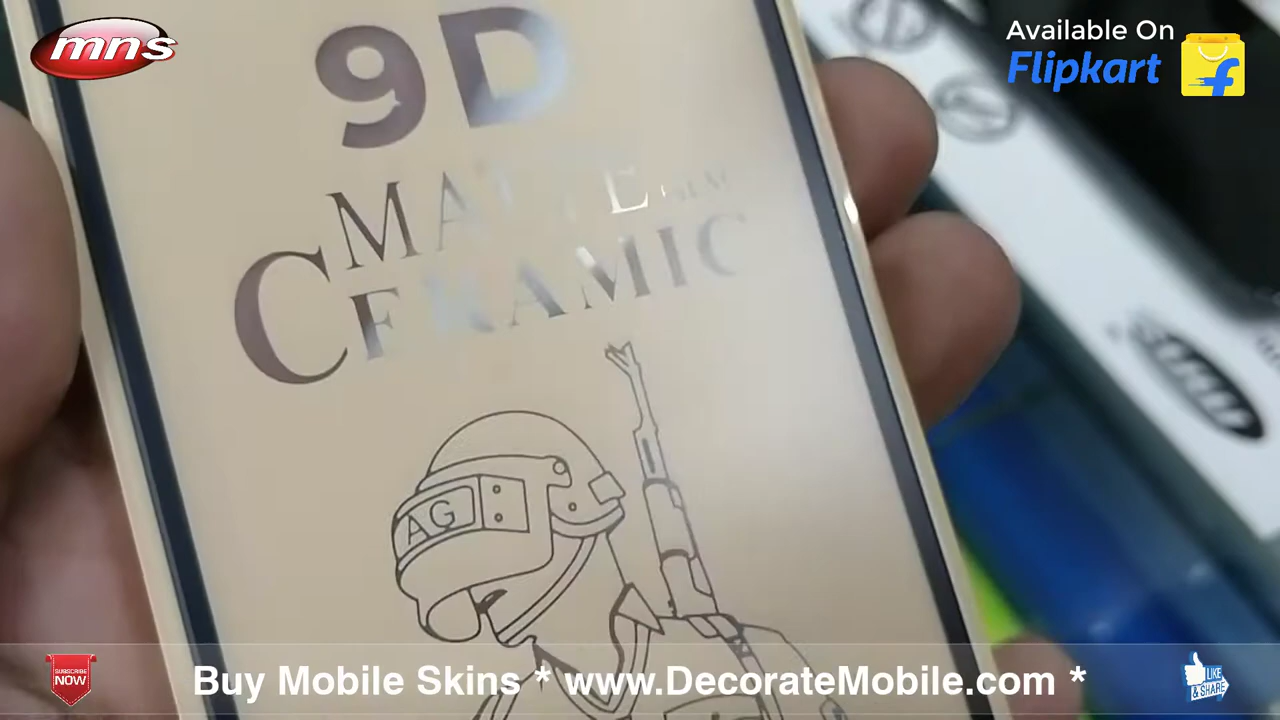 mns
Available On
Flipkart
9D
MATTE
CERAMIC
AG
SUBSCRIBE
NOW
Buy Mobile Skins * www.DecorateMobile.com *
LIKE
& SHARE